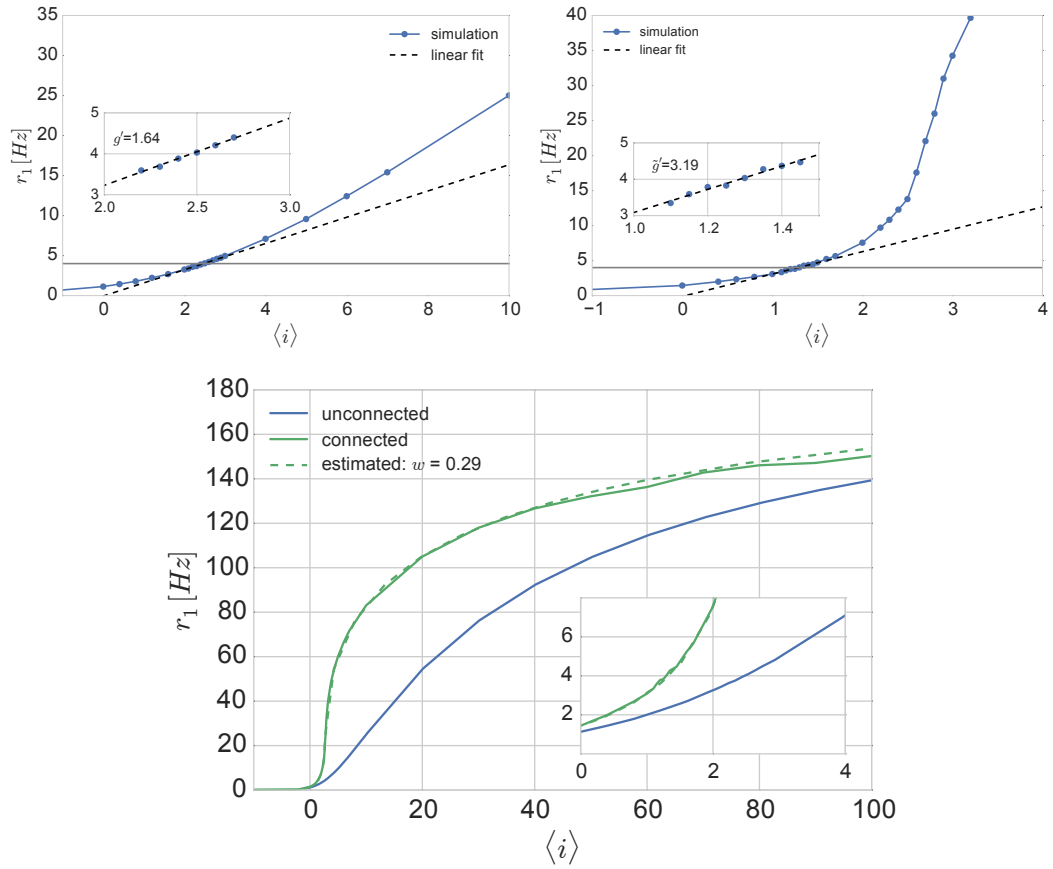 35
30
25
20
15
10
5
0
r₁ [Hz]
simulation
linear fit
5
4
3
g′=1.64
2.0 2.5 3.0
0 2 4 6 8 10
⟨i⟩
40
35
30
25
20
15
10
5
0
r₁ [Hz]
simulation
linear fit
5
4
3
g̃′=3.19
1.0 1.2 1.4
−1 0 1 2 3 4
⟨i⟩
180
160
140
120
100
80
60
40
20
0
r₁ [Hz]
unconnected
connected
estimated: w = 0.29
6
4
2
0 2 4
0 20 40 60 80 100
⟨i⟩